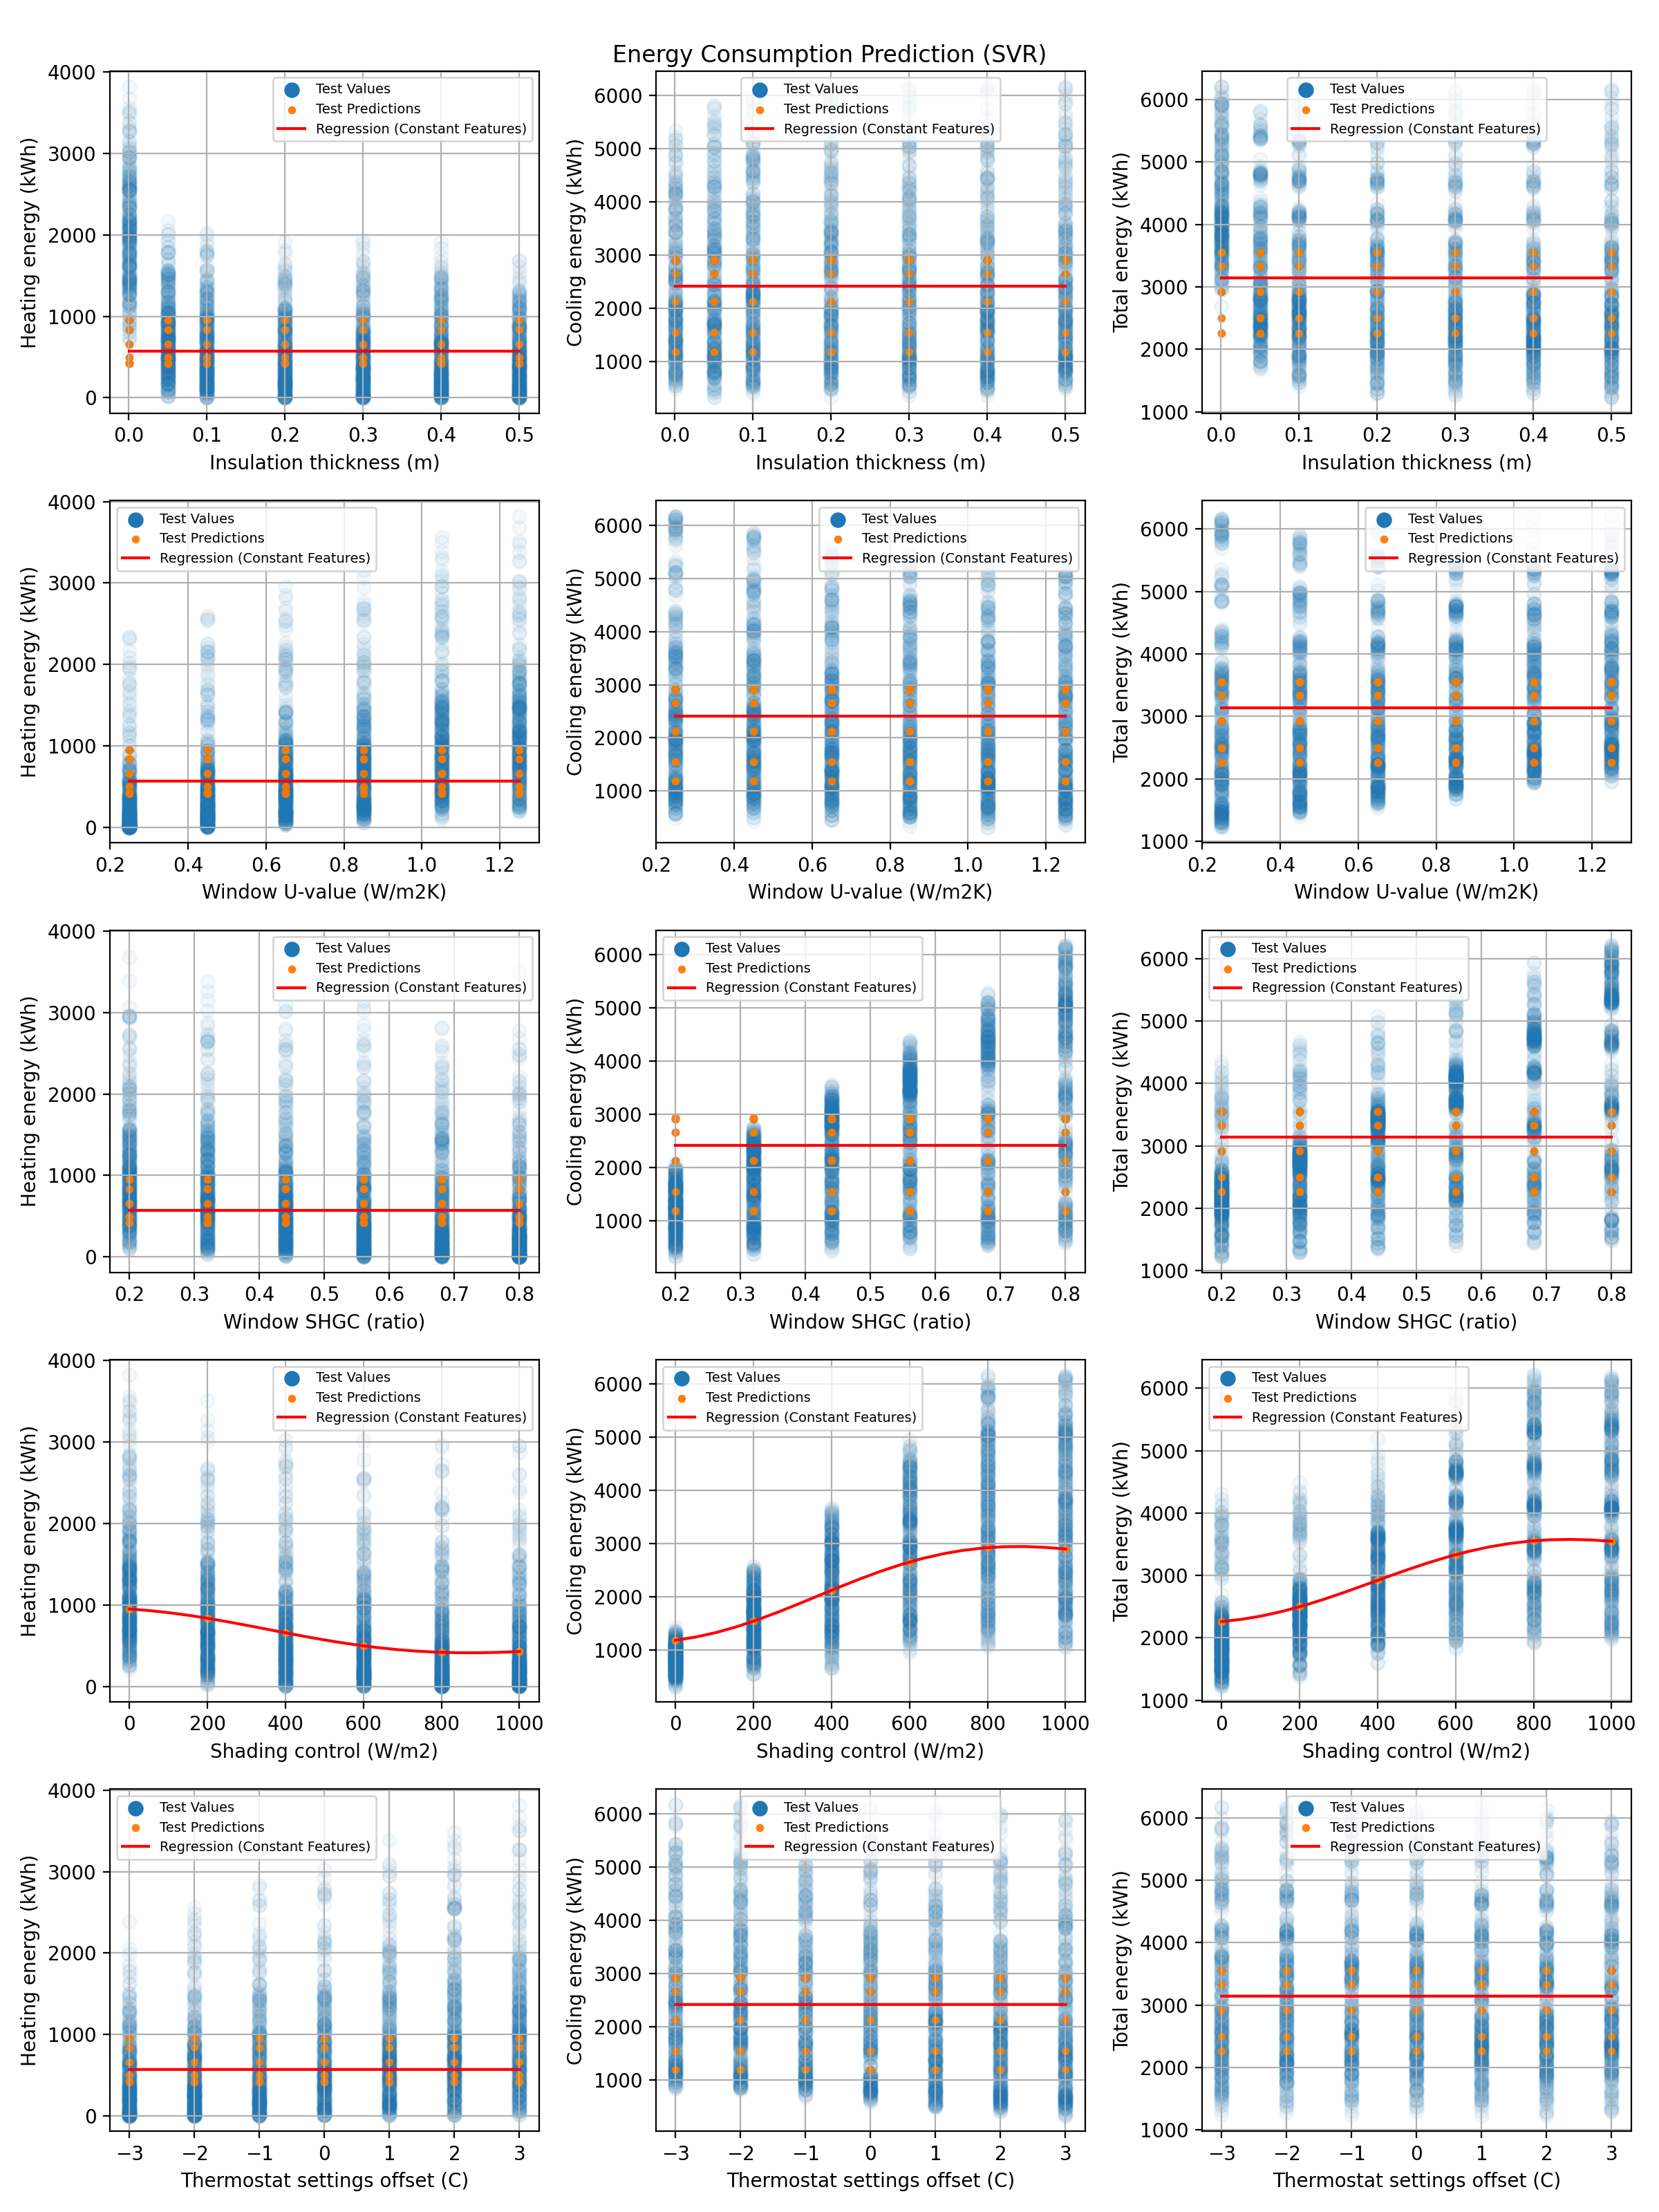 Energy Consumption Prediction (SVR)
Heating energy (kWh)
4000
3000
2000
1000
0
Test Values
Test Predictions
Regression (Constant Features)
0.0 0.1 0.2 0.3 0.4 0.5
Insulation thickness (m)
Cooling energy (kWh)
6000
5000
4000
3000
2000
1000
Test Values
Test Predictions
Regression (Constant Features)
0.0 0.1 0.2 0.3 0.4 0.5
Insulation thickness (m)
Total energy (kWh)
6000
5000
4000
3000
2000
1000
Test Values
Test Predictions
Regression (Constant Features)
0.0 0.1 0.2 0.3 0.4 0.5
Insulation thickness (m)
Heating energy (kWh)
4000
3000
2000
1000
0
Test Values
Test Predictions
Regression (Constant Features)
0.2 0.4 0.6 0.8 1.0 1.2
Window U-value (W/m2K)
Cooling energy (kWh)
6000
5000
4000
3000
2000
1000
Test Values
Test Predictions
Regression (Constant Features)
0.2 0.4 0.6 0.8 1.0 1.2
Window U-value (W/m2K)
Total energy (kWh)
6000
5000
4000
3000
2000
1000
Test Values
Test Predictions
Regression (Constant Features)
0.2 0.4 0.6 0.8 1.0 1.2
Window U-value (W/m2K)
Heating energy (kWh)
4000
3000
2000
1000
0
Test Values
Test Predictions
Regression (Constant Features)
0.2 0.3 0.4 0.5 0.6 0.7 0.8
Window SHGC (ratio)
Cooling energy (kWh)
6000
5000
4000
3000
2000
1000
Test Values
Test Predictions
Regression (Constant Features)
0.2 0.3 0.4 0.5 0.6 0.7 0.8
Window SHGC (ratio)
Total energy (kWh)
6000
5000
4000
3000
2000
1000
Test Values
Test Predictions
Regression (Constant Features)
0.2 0.3 0.4 0.5 0.6 0.7 0.8
Window SHGC (ratio)
Heating energy (kWh)
4000
3000
2000
1000
0
Test Values
Test Predictions
Regression (Constant Features)
0 200 400 600 800 1000
Shading control (W/m2)
Cooling energy (kWh)
6000
5000
4000
3000
2000
1000
Test Values
Test Predictions
Regression (Constant Features)
0 200 400 600 800 1000
Shading control (W/m2)
Total energy (kWh)
6000
5000
4000
3000
2000
1000
Test Values
Test Predictions
Regression (Constant Features)
0 200 400 600 800 1000
Shading control (W/m2)
Heating energy (kWh)
4000
3000
2000
1000
0
Test Values
Test Predictions
Regression (Constant Features)
−3 −2 −1 0 1 2 3
Thermostat settings offset (C)
Cooling energy (kWh)
6000
5000
4000
3000
2000
1000
Test Values
Test Predictions
Regression (Constant Features)
−3 −2 −1 0 1 2 3
Thermostat settings offset (C)
Total energy (kWh)
6000
5000
4000
3000
2000
1000
Test Values
Test Predictions
Regression (Constant Features)
−3 −2 −1 0 1 2 3
Thermostat settings offset (C)